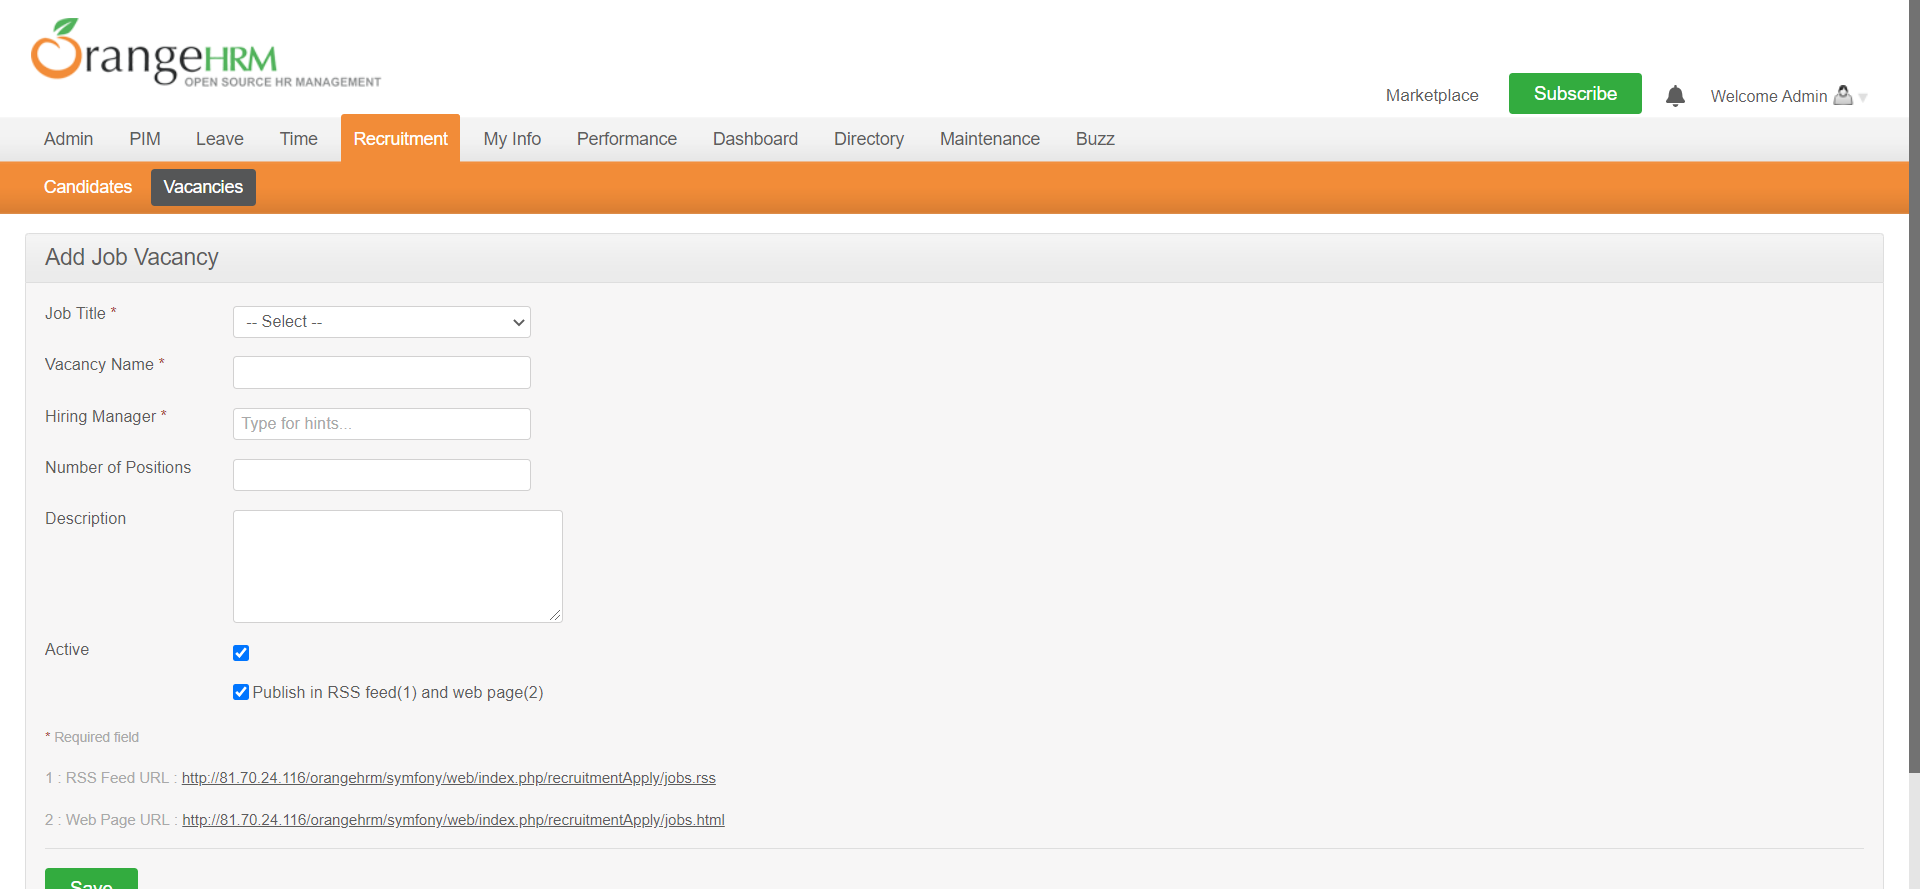 OrangeHRM
OPEN SOURCE HR MANAGEMENT
Marketplace
Subscribe
Welcome Admin
Admin PIM Leave Time Recruitment My Info Performance Dashboard Directory Maintenance Buzz
Candidates Vacancies
Add Job Vacancy
Job Title *
-- Select --
Vacancy Name *
Hiring Manager *
Type for hints...
Number of Positions
Description
Active
Publish in RSS feed(1) and web page(2)
* Required field
1 : RSS Feed URL : http://81.70.24.116/orangehrm/symfony/web/index.php/recruitmentApply/jobs.rss
2 : Web Page URL : http://81.70.24.116/orangehrm/symfony/web/index.php/recruitmentApply/jobs.html
Save